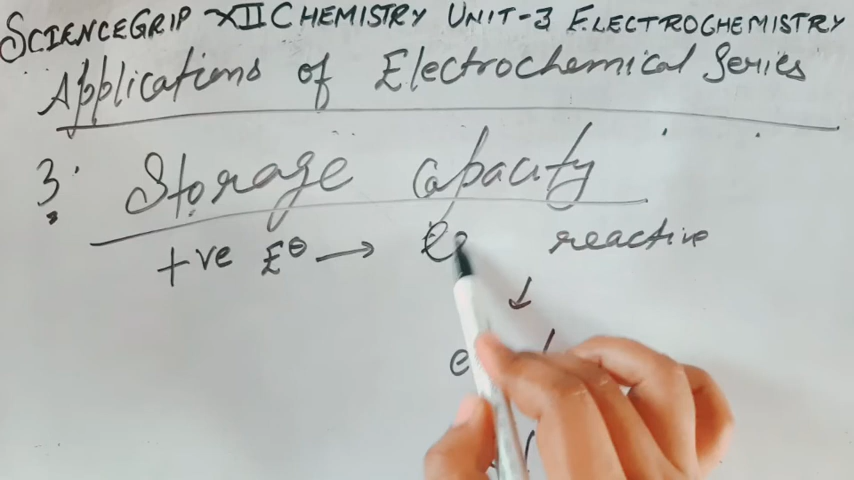 SCIENCEGRIP XII CHEMISTRY UNIT-3 ELECTROCHEMISTRY
Applications of Electrochemical Series
3. Storage Capacity
+ve E⊖ → reactive
↓
e